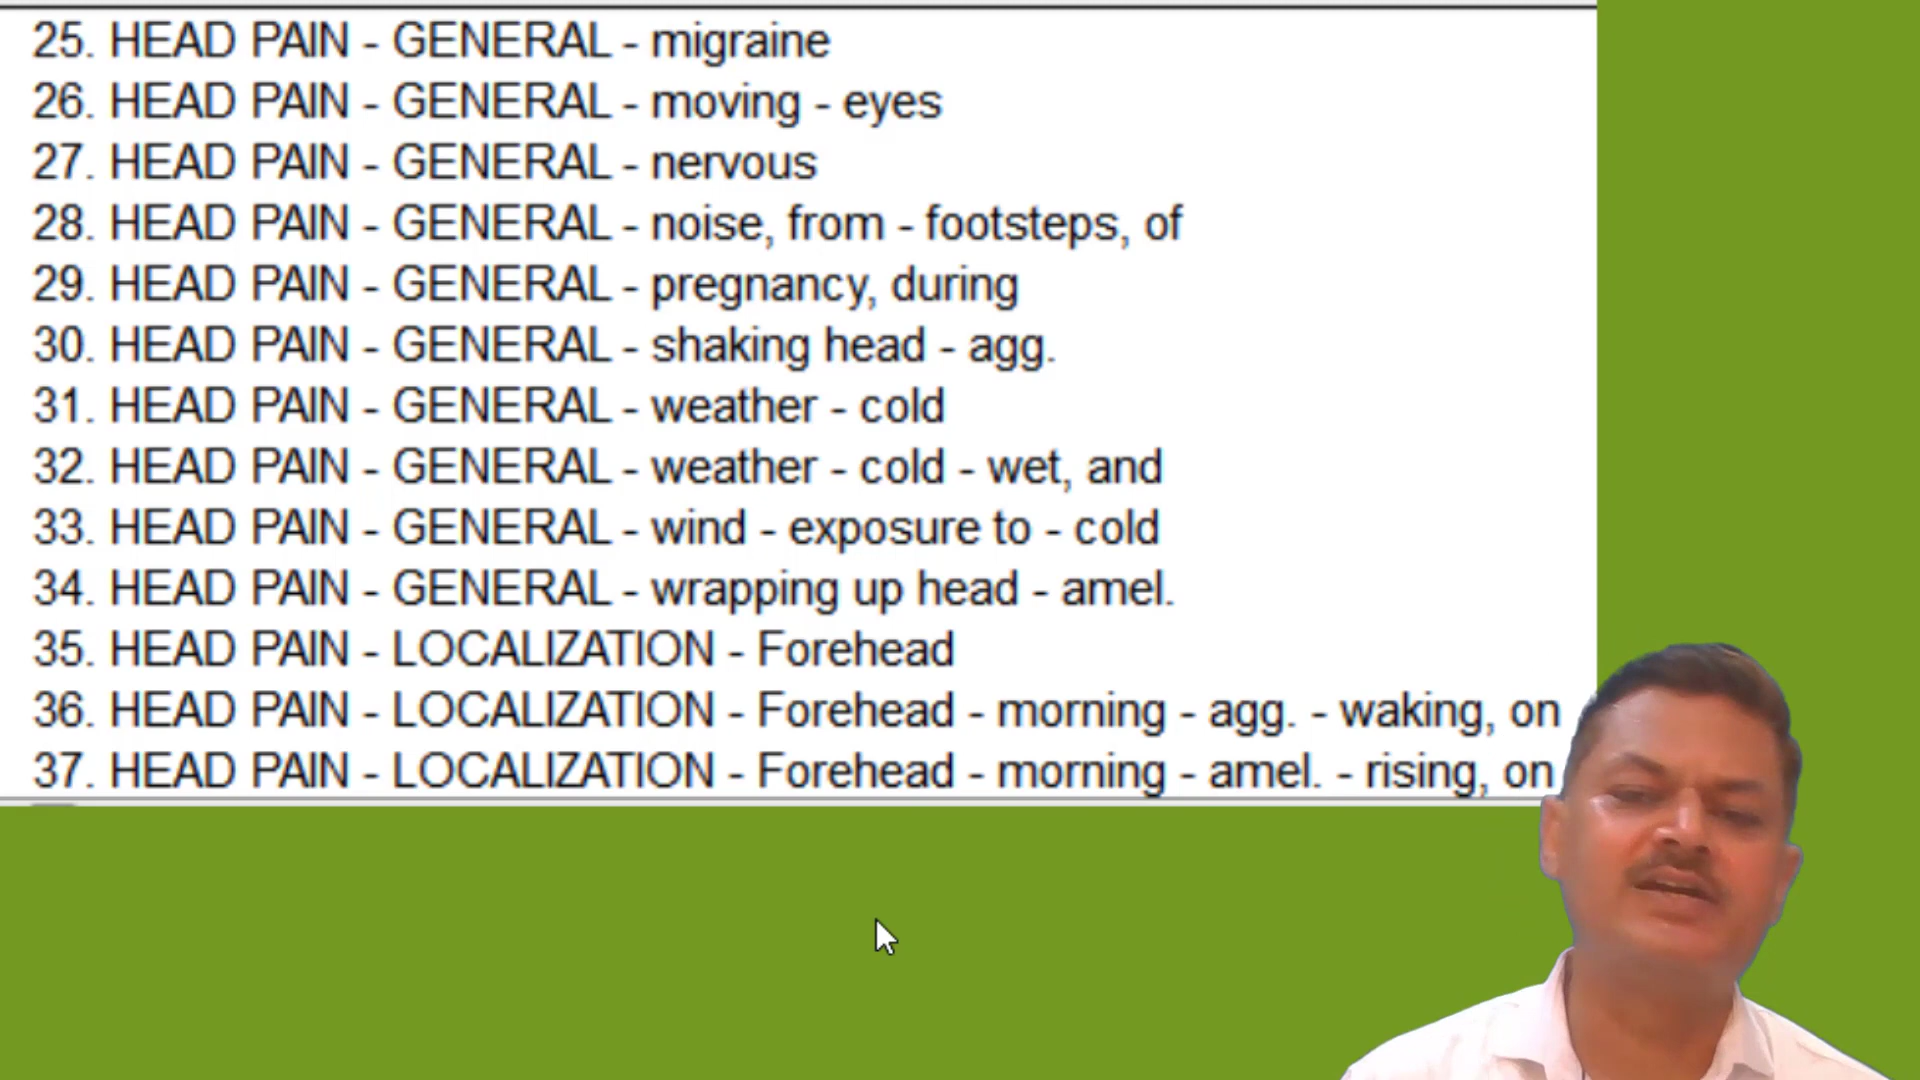 25. HEAD PAIN - GENERAL - migraine
26. HEAD PAIN - GENERAL - moving - eyes
27. HEAD PAIN - GENERAL - nervous
28. HEAD PAIN - GENERAL - noise, from - footsteps, of
29. HEAD PAIN - GENERAL - pregnancy, during
30. HEAD PAIN - GENERAL - shaking head - agg.
31. HEAD PAIN - GENERAL - weather - cold
32. HEAD PAIN - GENERAL - weather - cold - wet, and
33. HEAD PAIN - GENERAL - wind - exposure to - cold
34. HEAD PAIN - GENERAL - wrapping up head - amel.
35. HEAD PAIN - LOCALIZATION - Forehead
36. HEAD PAIN - LOCALIZATION - Forehead - morning - agg. - waking, on
37. HEAD PAIN - LOCALIZATION - Forehead - morning - amel. - rising, on